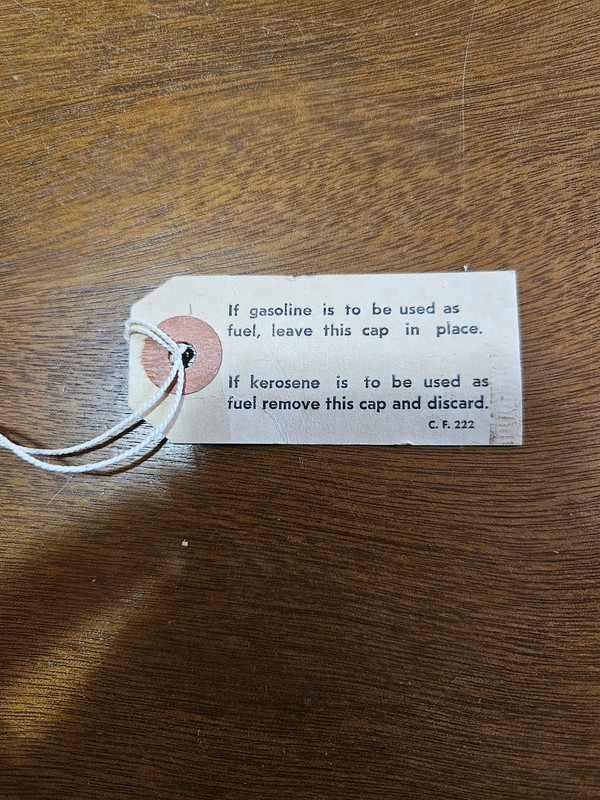 If gasoline is to be used as
fuel, leave this cap in place.
If kerosene is to be used as
fuel remove this cap and discard.
C. F. 222